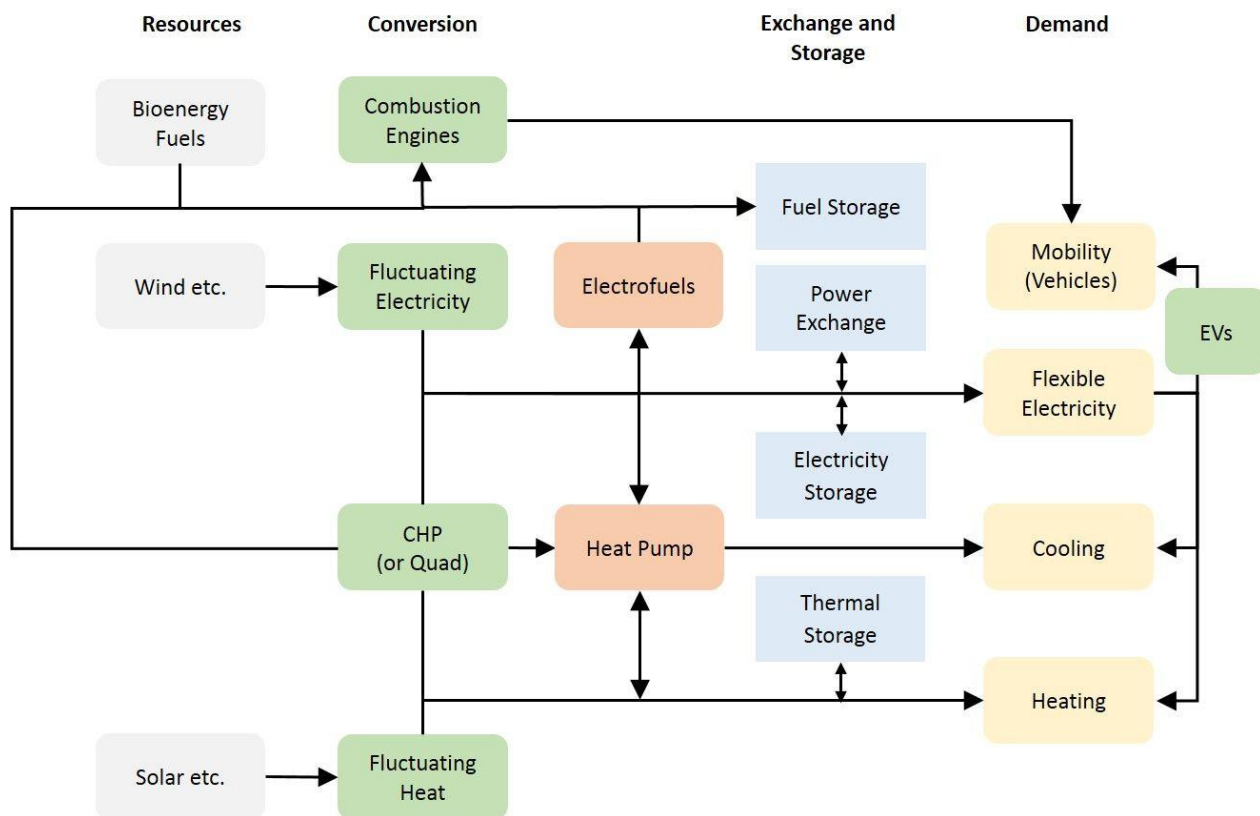 Resources
Conversion
Exchange and
Storage
Demand
Bioenergy
Fuels
Combustion
Engines
Fuel Storage
Mobility
(Vehicles)
Wind etc.
Fluctuating
Electricity
Electrofuels
Power
Exchange
EVs
Flexible
Electricity
Electricity
Storage
CHP
(or Quad)
Heat Pump
Cooling
Thermal
Storage
Heating
Solar etc.
Fluctuating
Heat